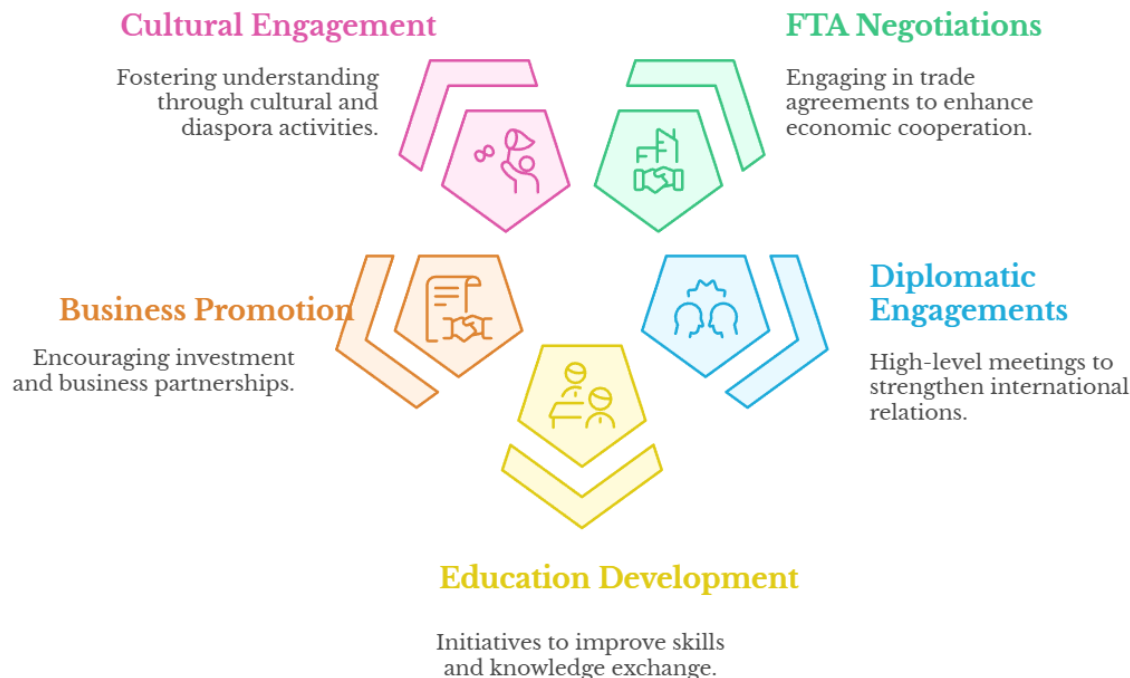 Cultural Engagement
Fostering understanding
through cultural and
diaspora activities.
FTA Negotiations
Engaging in trade
agreements to enhance
economic cooperation.
Business Promotion
Encouraging investment
and business partnerships.
Diplomatic
Engagements
High-level meetings to
strengthen international
relations.
Education Development
Initiatives to improve skills
and knowledge exchange.